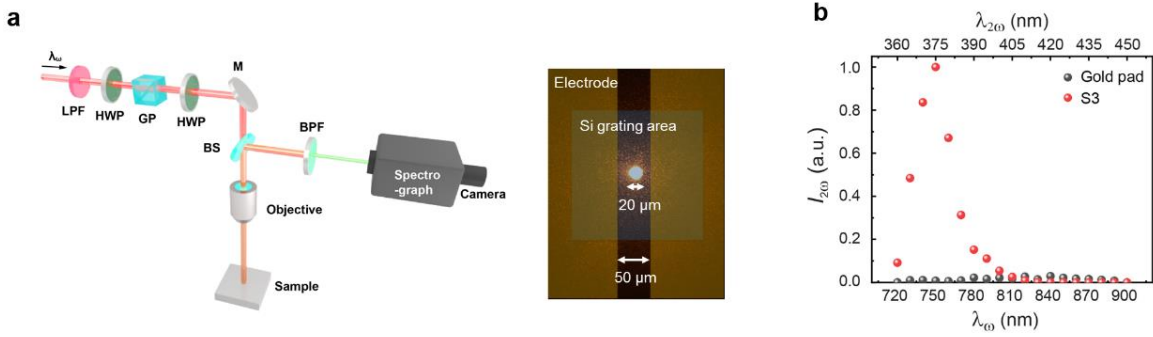 a
λω
LPF
HWP
GP
HWP
M
BS
BPF
Spectro
-graph
Camera
Objective
Sample
Electrode
Si grating area
20 μm
50 μm
b
λ2ω (nm)
360 375 390 405 420 435 450
Gold pad
S3
I2ω (a.u.)
1.0
0.8
0.6
0.4
0.2
0.0
720 750 780 810 840 870 900
λω (nm)